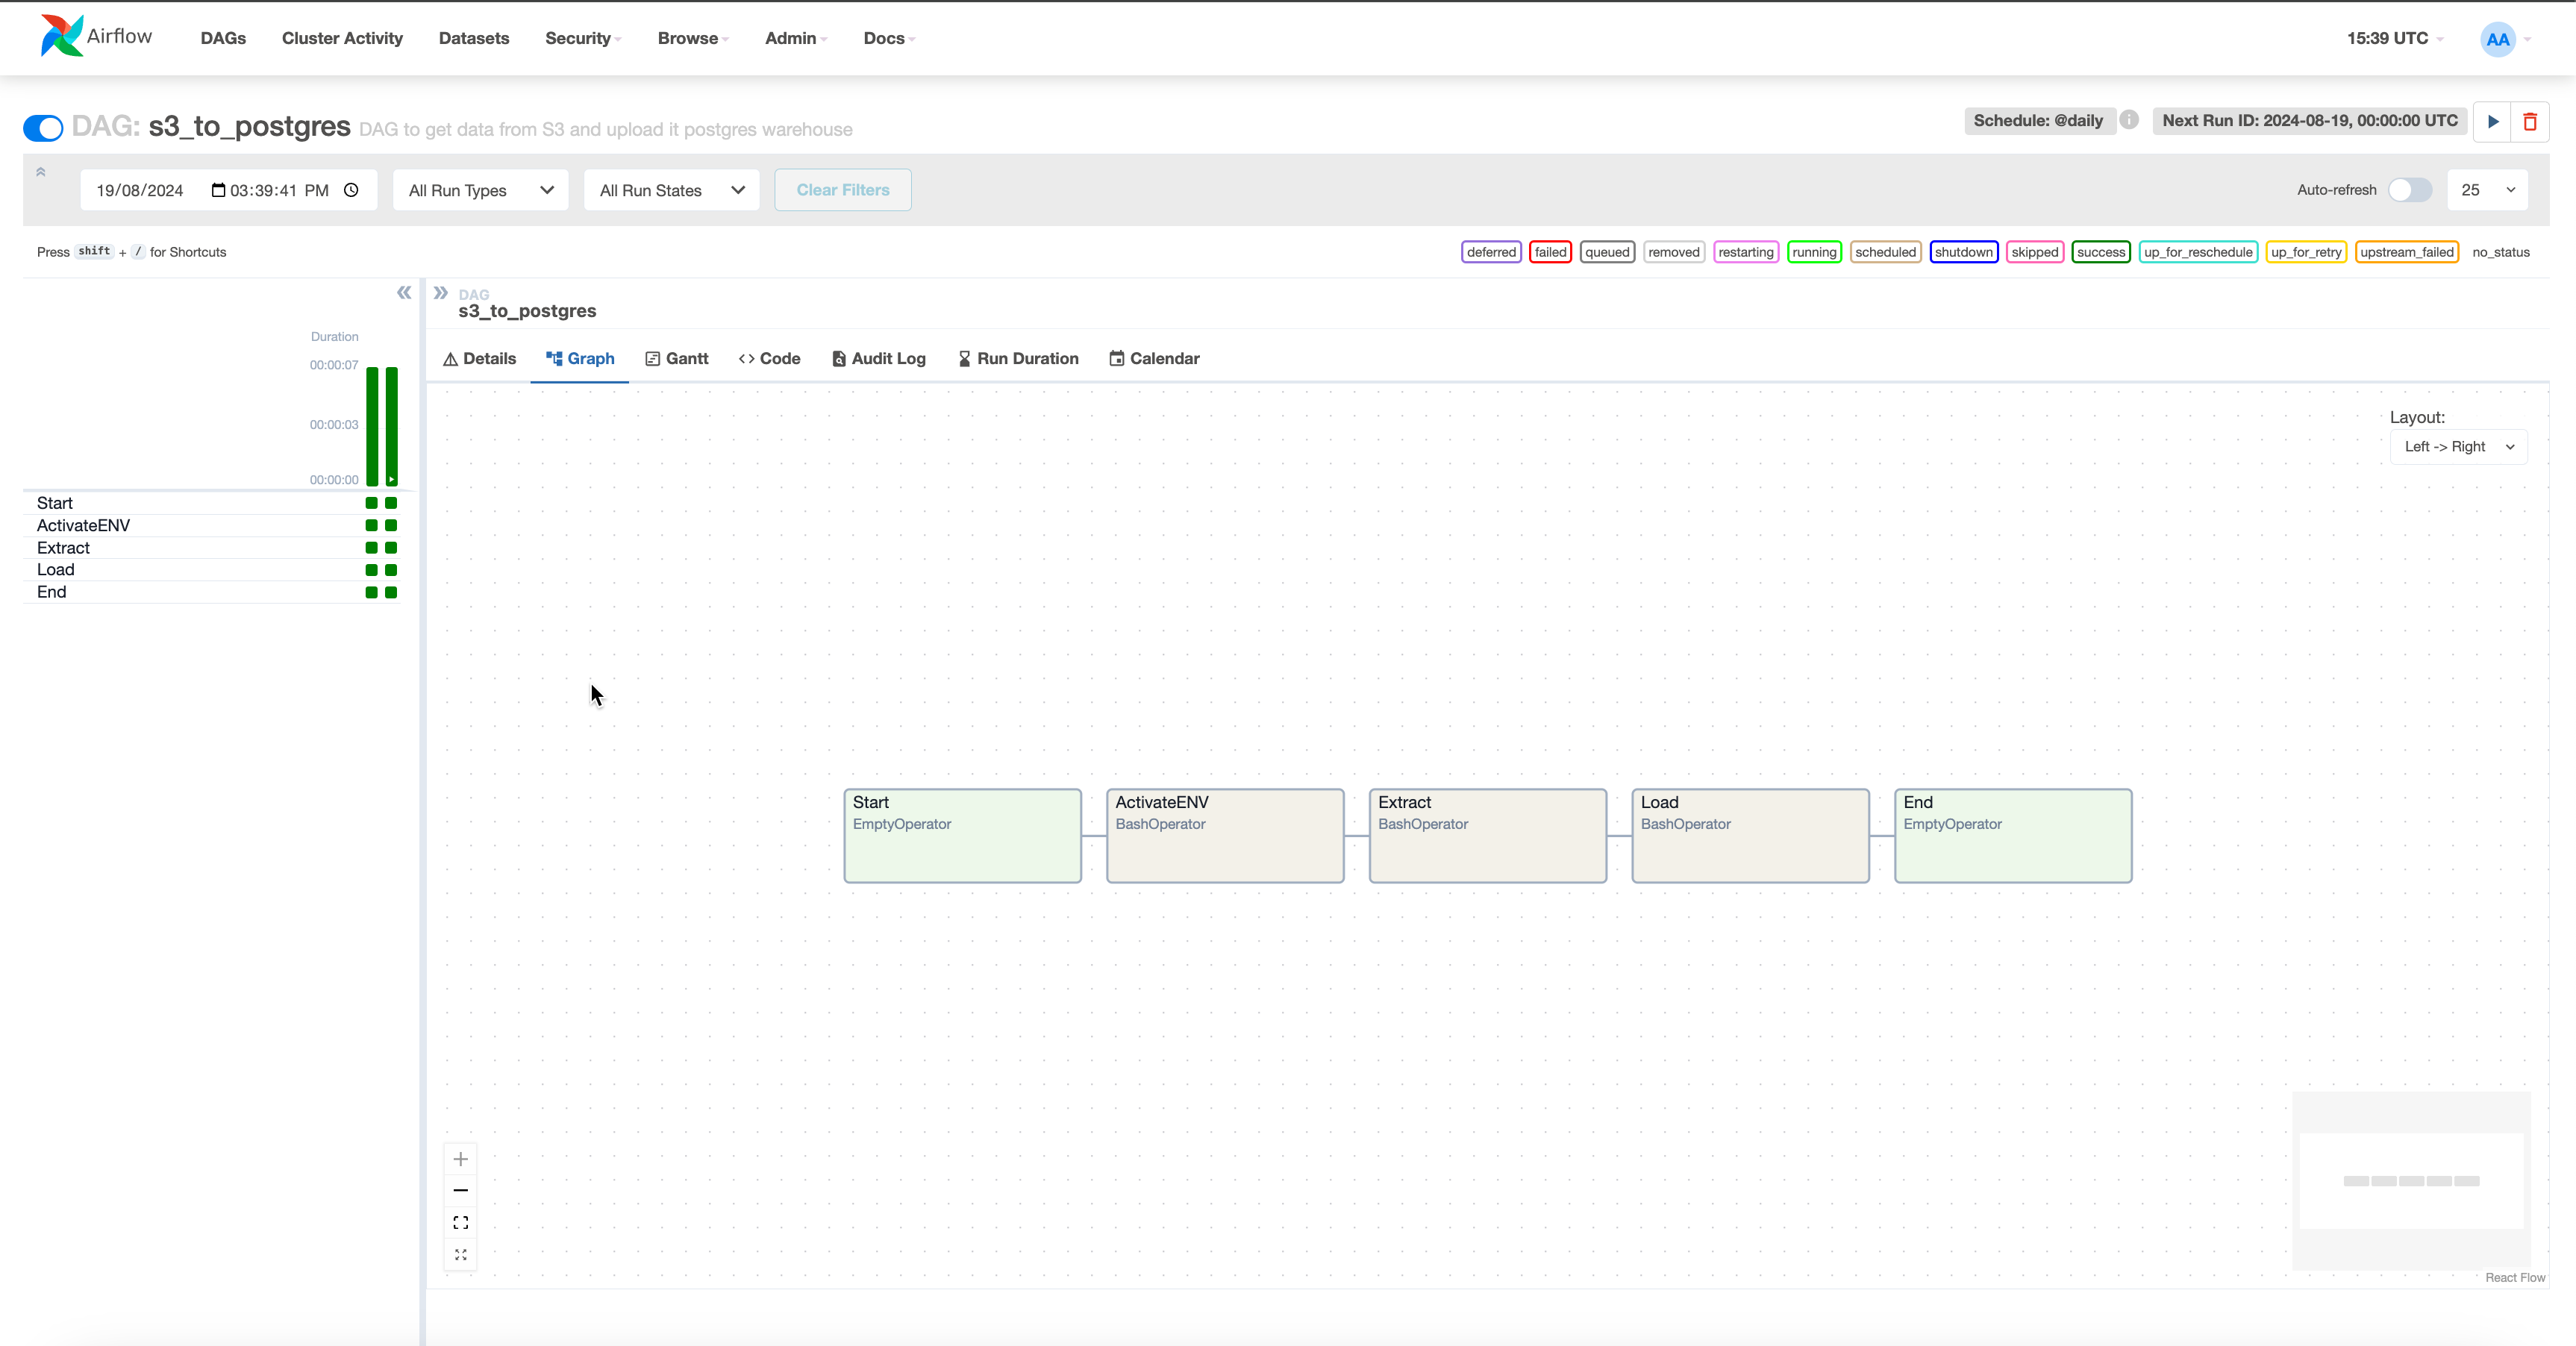 Airflow DAGs Cluster Activity Datasets Security Browse Admin Docs 15:39 UTC AA
DAG: s3_to_postgres DAG to get data from S3 and upload it postgres warehouse Schedule: @daily i Next Run ID: 2024-08-19, 00:00:00 UTC
19/08/2024 03:39:41 PM All Run Types All Run States Clear Filters Auto-refresh 25
Press shift + / for Shortcuts deferred failed queued removed restarting running scheduled shutdown skipped success up_for_reschedule up_for_retry upstream_failed no_status
DAG
s3_to_postgres
Duration
00:00:07
00:00:03
00:00:00
Start
ActivateENV
Extract
Load
End
Details Graph Gantt <> Code Audit Log Run Duration Calendar
Layout:
Left -> Right
Start
EmptyOperator
ActivateENV
BashOperator
Extract
BashOperator
Load
BashOperator
End
EmptyOperator
React Flow